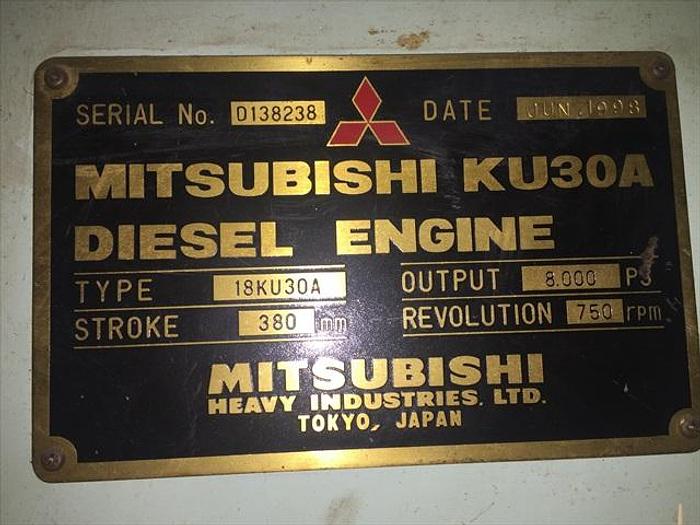 SERIAL No. D138238 DATE JUN.1998
MITSUBISHI KU30A
DIESEL ENGINE
TYPE 18KU30A OUTPUT 8.000 PS
STROKE 380 mm REVOLUTION 750 rpm
MITSUBISHI
HEAVY INDUSTRIES, LTD.
TOKYO, JAPAN